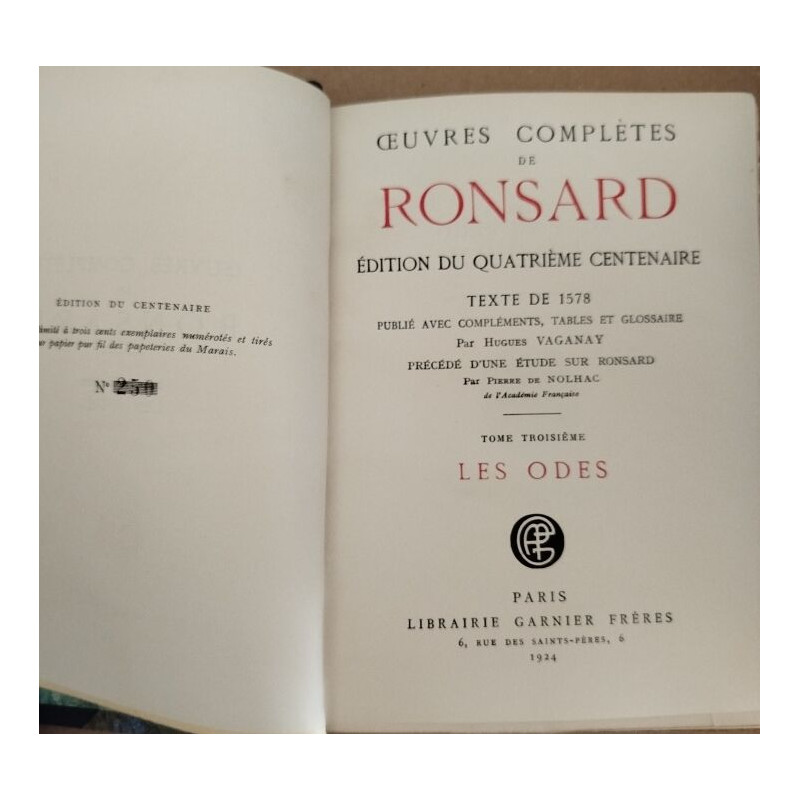 ÉDITION DU CENTENAIRE
à trois cents exemplaires numérotés et tirés
papier pur fil des papeteries du Marais.
Nº 250
ŒUVRES COMPLÈTES
DE
RONSARD
ÉDITION DU QUATRIÈME CENTENAIRE
TEXTE DE 1578
PUBLIÉ AVEC COMPLÉMENTS, TABLES ET GLOSSAIRE
Par HUGUES VAGANAY
PRÉCÉDÉ D'UNE ÉTUDE SUR RONSARD
Par PIERRE DE NOLHAC
de l'Académie Française
TOME TROISIÈME
LES ODES
PARIS
LIBRAIRIE GARNIER FRÈRES
6, RUE DES SAINTS-PÈRES, 6
1924